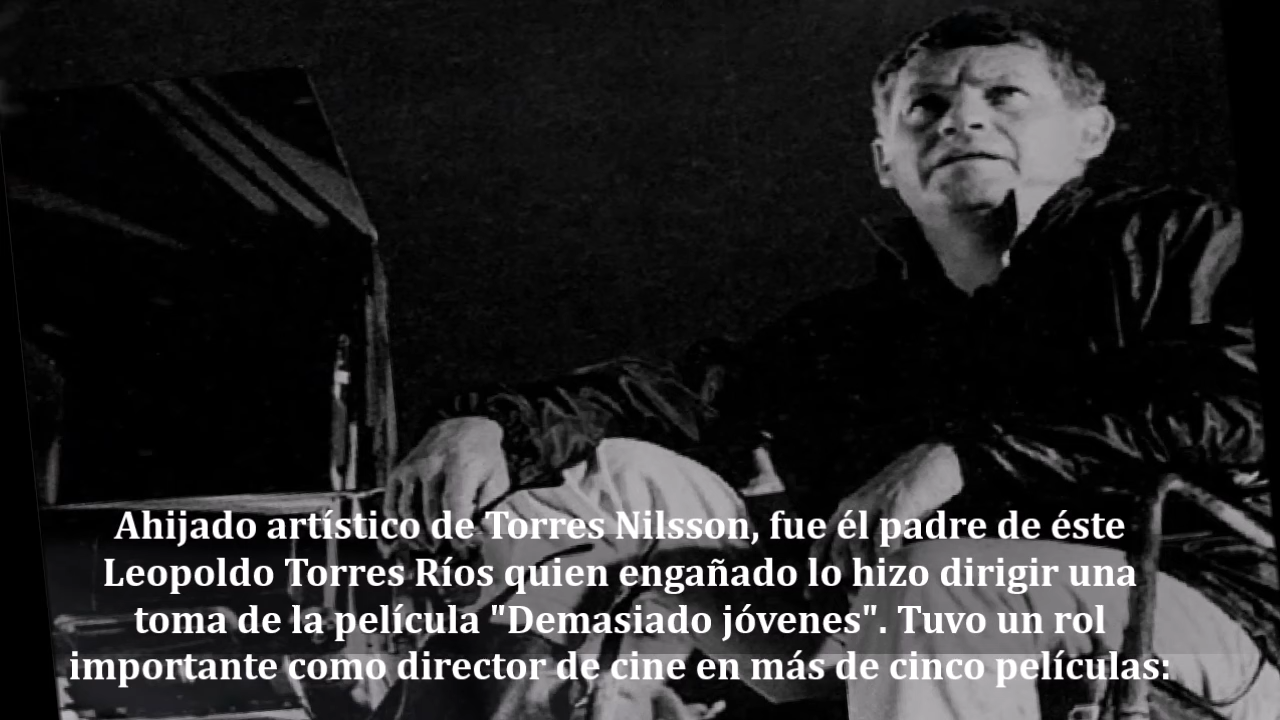 Ahijado artístico de Torres Nilsson, fue él padre de éste
Leopoldo Torres Ríos quien engañado lo hizo dirigir una
toma de la película "Demasiado jóvenes". Tuvo un rol
importante como director de cine en más de cinco películas: